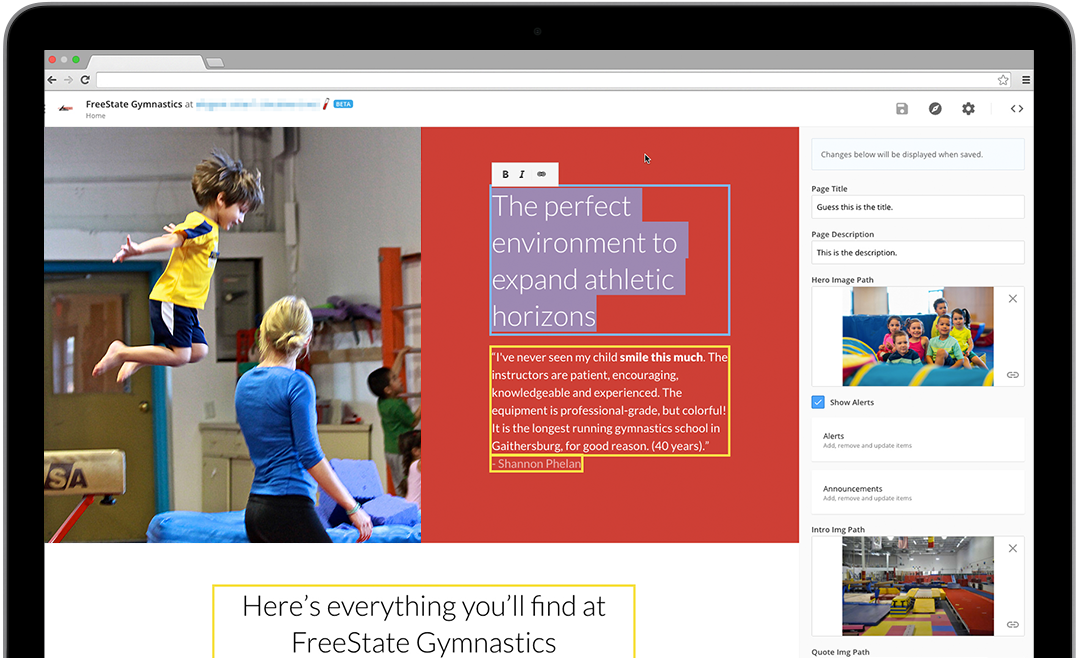 FreeState Gymnastics at
BETA
Home
B I
The perfect
environment to
expand athletic
horizons
“I’ve never seen my child smile this much. The
instructors are patient, encouraging,
knowledgeable and experienced. The
equipment is professional-grade, but colorful!
It is the longest running gymnastics school in
Gaithersburg, for good reason. (40 years).”
- Shannon Phelan
SA
Here’s everything you’ll find at
FreeState Gymnastics
Changes below will be displayed when saved.
Page Title
Guess this is the title.
Page Description
This is the description.
Hero Image Path
Show Alerts
Alerts
Add, remove and update items
Announcements
Add, remove and update items
Intro Img Path
Quote Img Path